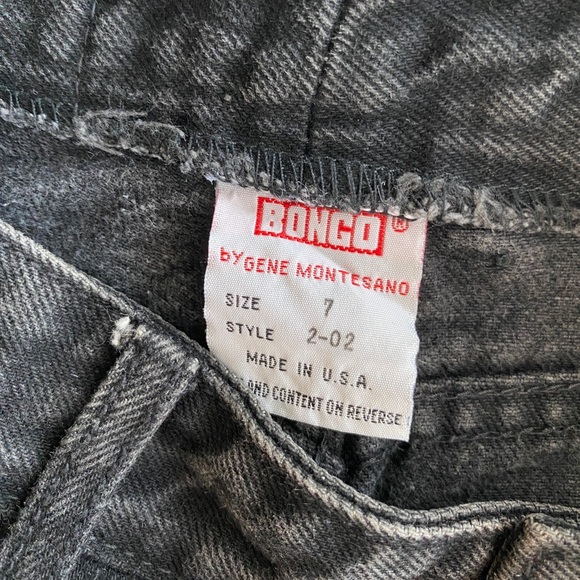 BONGO ®
by GENE MONTESANO
SIZE 7
STYLE 2-02
MADE IN U.S.A.
AND CONTENT ON REVERSE